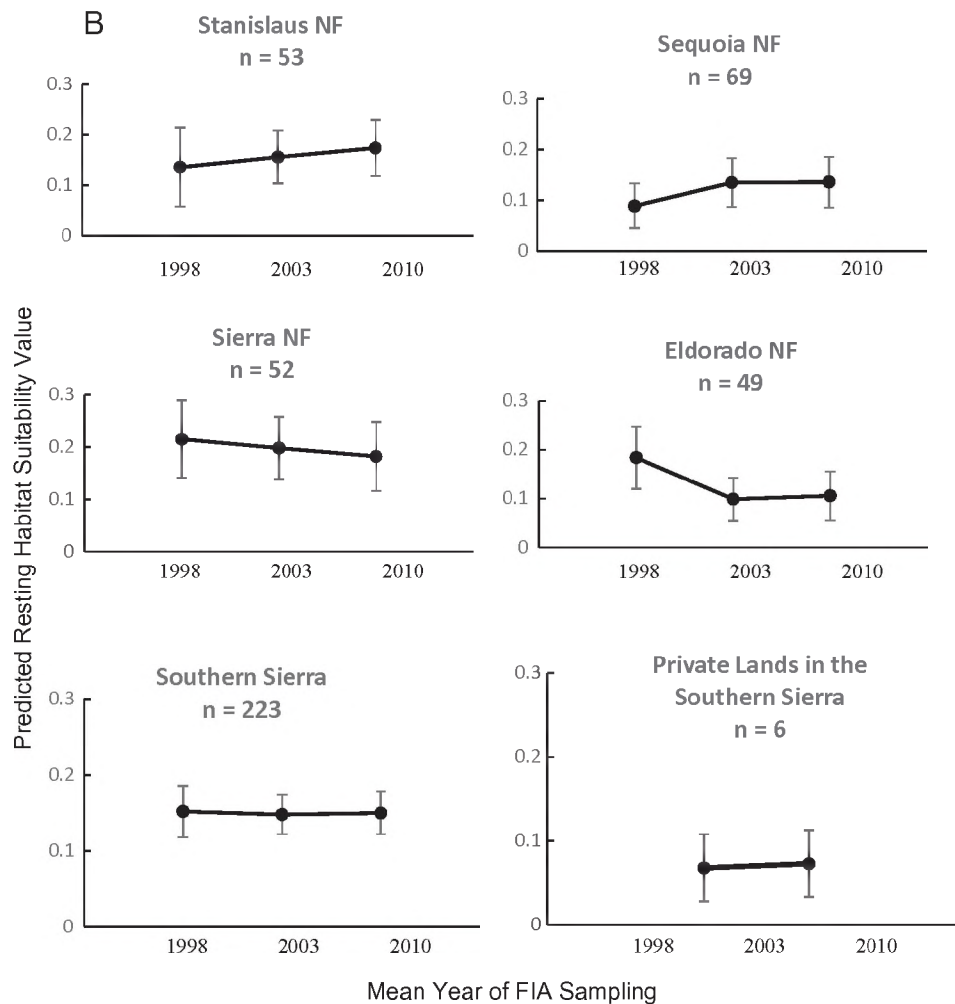 B
Stanislaus NF
n = 53
0.3
0.2
0.1
0
1998 2003 2010
Sequoia NF
n = 69
0.3
0.2
0.1
0
1998 2003 2010
Predicted Resting Habitat Suitability Value
Sierra NF
n = 52
0.3
0.2
0.1
0
1998 2003 2010
Eldorado NF
n = 49
0.3
0.2
0.1
0
1998 2003 2010
Southern Sierra
n = 223
0.3
0.2
0.1
0
1998 2003 2010
Private Lands in the
Southern Sierra
n = 6
0.3
0.2
0.1
0
1998 2003 2010
Mean Year of FIA Sampling